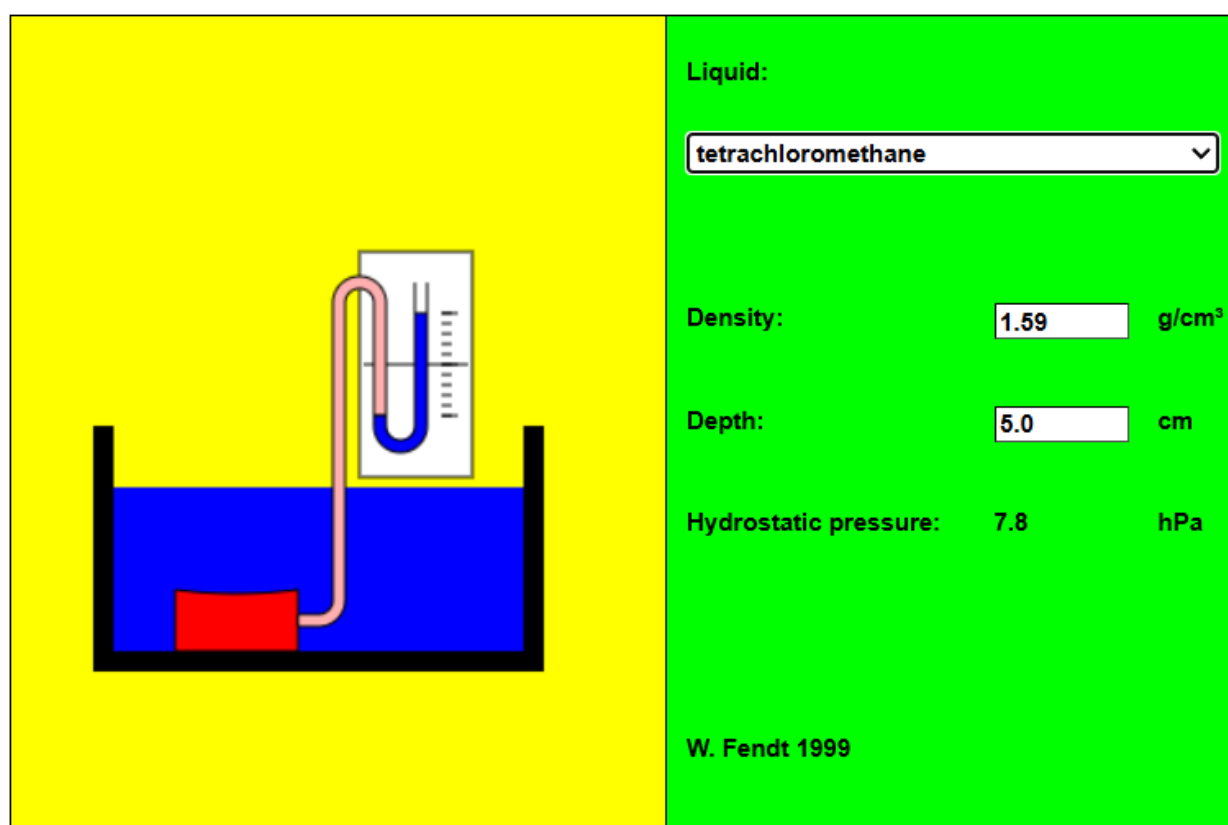 Liquid:
tetrachloromethane
Density: 1.59 g/cm³
Depth: 5.0 cm
Hydrostatic pressure: 7.8 hPa
W. Fendt 1999